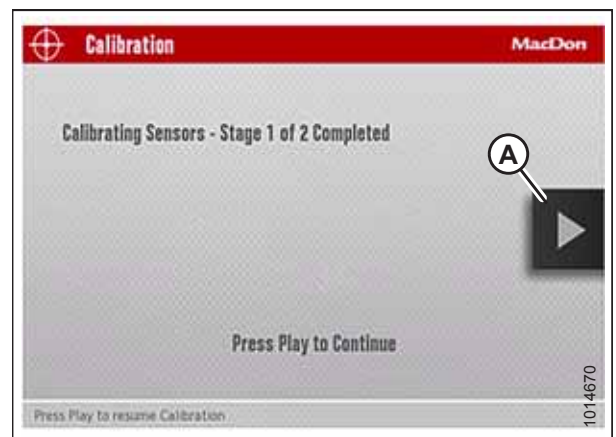 Calibration
MacDon
Calibrating Sensors - Stage 1 of 2 Completed
A
Press Play to Continue
Press Play to resume Calibration
1014670